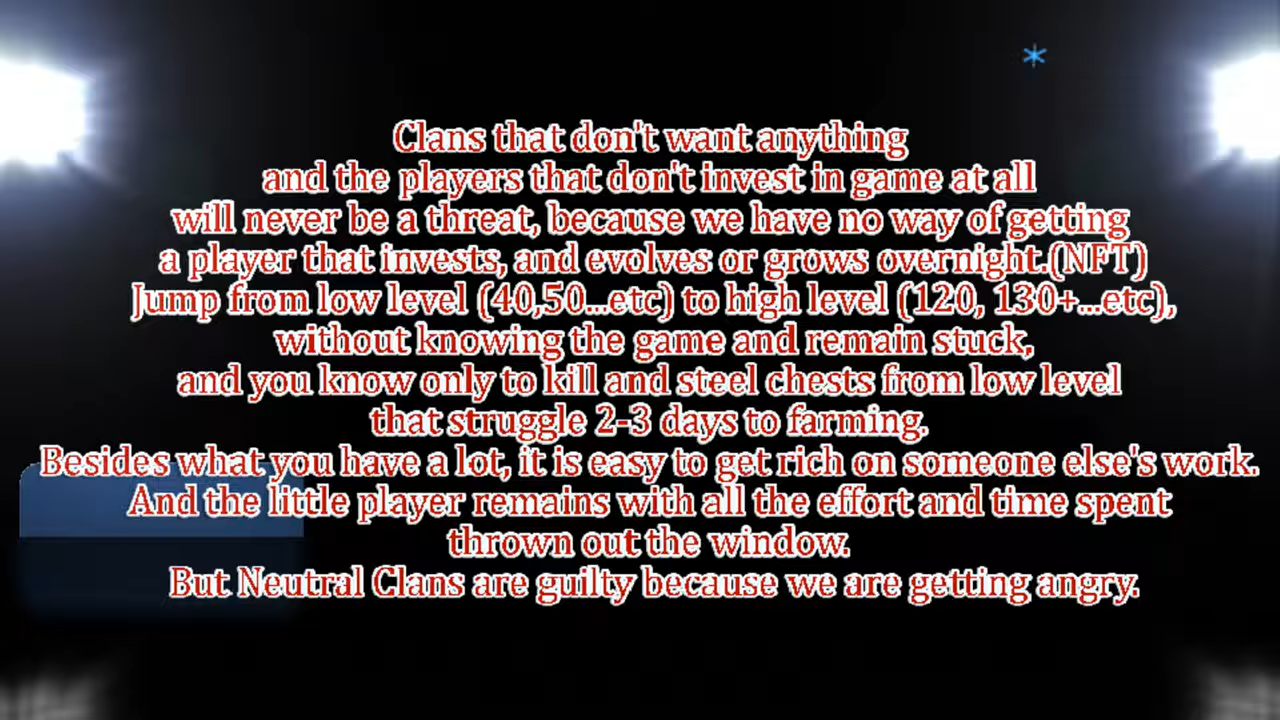 Clans that don't want anything
and the players that don't invest in game at all
will never be a threat, because we have no way of getting
a player that invests, and evolves or grows overnight.(NFT)
Jump from low level (40,50...etc) to high level (120, 130+...etc),
without knowing the game and remain stuck,
and you know only to kill and steel chests from low level
that struggle 2-3 days to farming.
Besides what you have a lot, it is easy to get rich on someone else's work.
And the little player remains with all the effort and time spent
thrown out the window.
But Neutral Clans are guilty because we are getting angry.